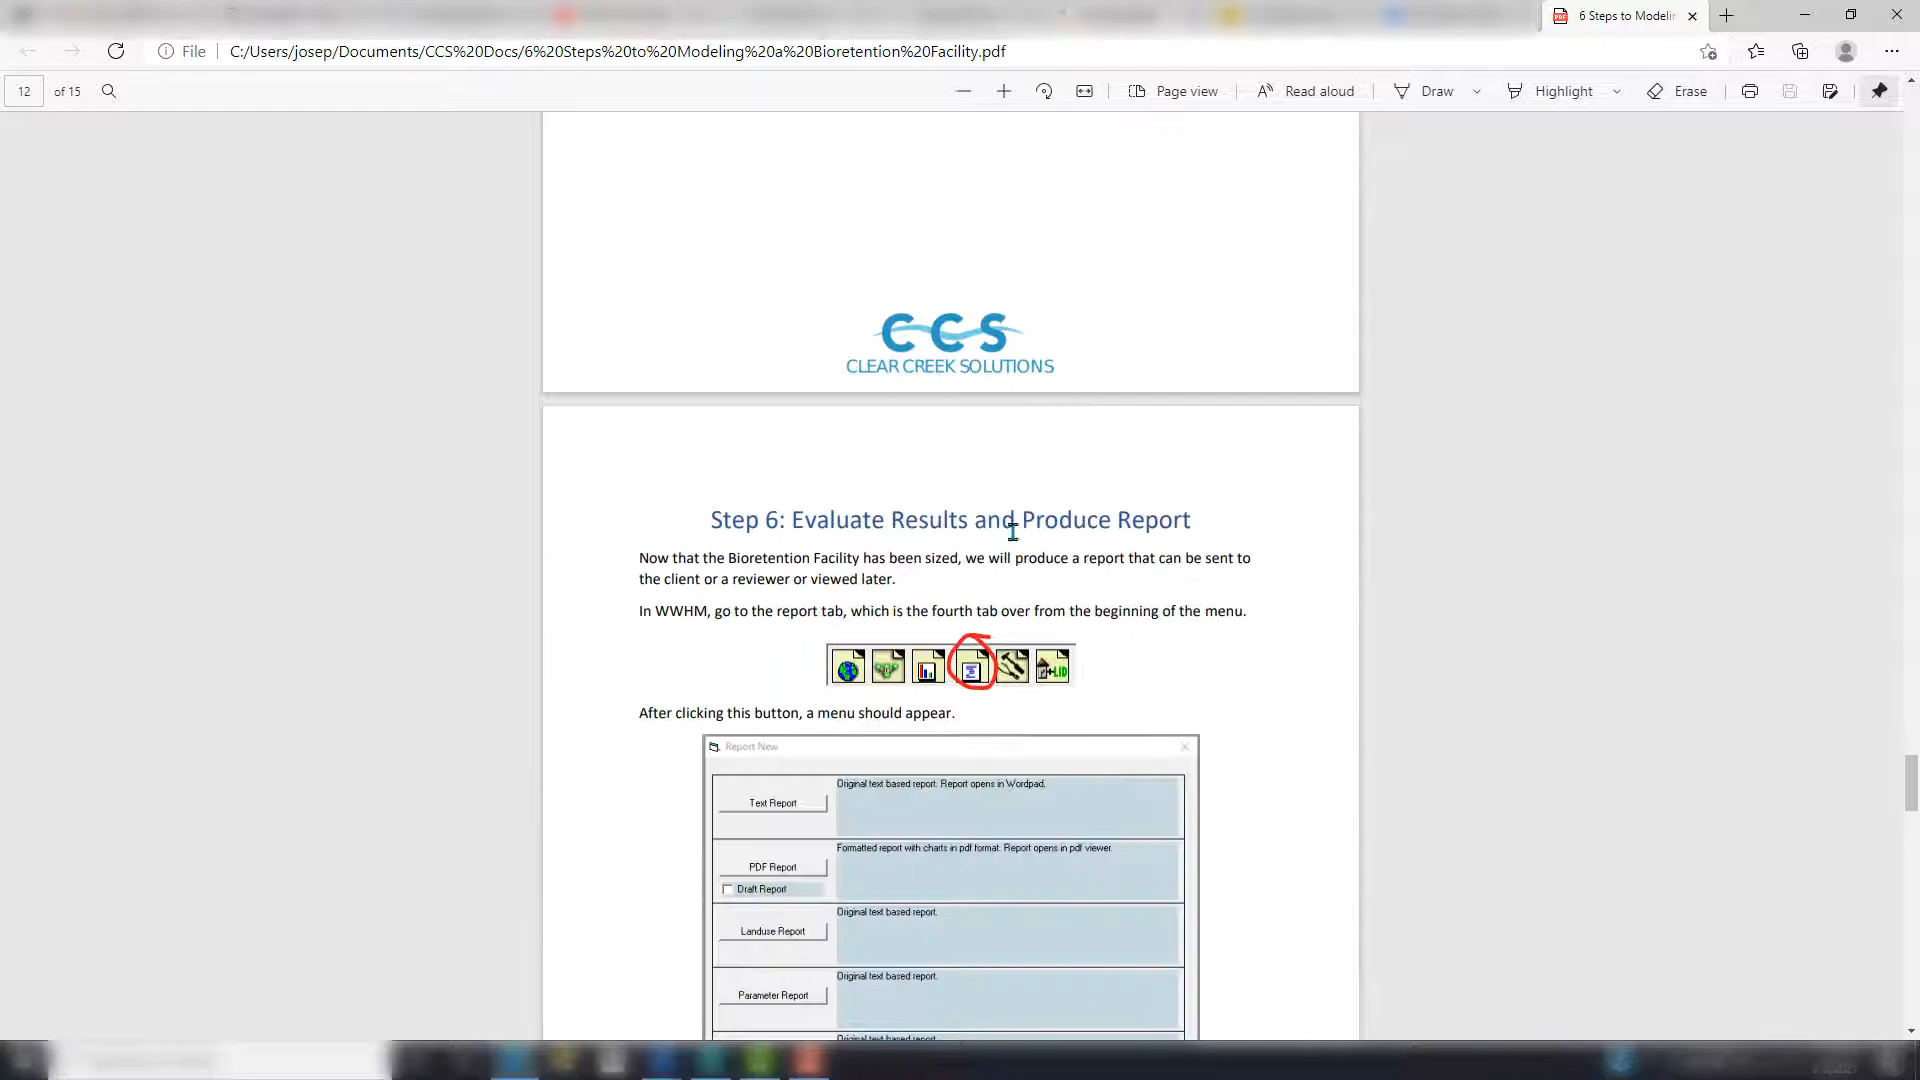 6 Steps to Modelin
File
C:/Users/josep/Documents/CCS%20Docs/6%20Steps%20to%20Modeling%20a%20Bioretention%20Facility.pdf
12 of 15
Page view
Read aloud
Draw
Highlight
Erase
CCS
CLEAR CREEK SOLUTIONS
Step 6: Evaluate Results and Produce Report
Now that the Bioretention Facility has been sized, we will produce a report that can be sent to
the client or a reviewer or viewed later.
In WWHM, go to the report tab, which is the fourth tab over from the beginning of the menu.
LID
After clicking this button, a menu should appear.
Report New
Original text based report. Report opens in Wordpad.
Text Report
Formatted report with charts in pdf format. Report opens in pdf viewer.
PDF Report
Draft Report
Original text based report.
Landuse Report
Original text based report.
Parameter Report
Original text based report.